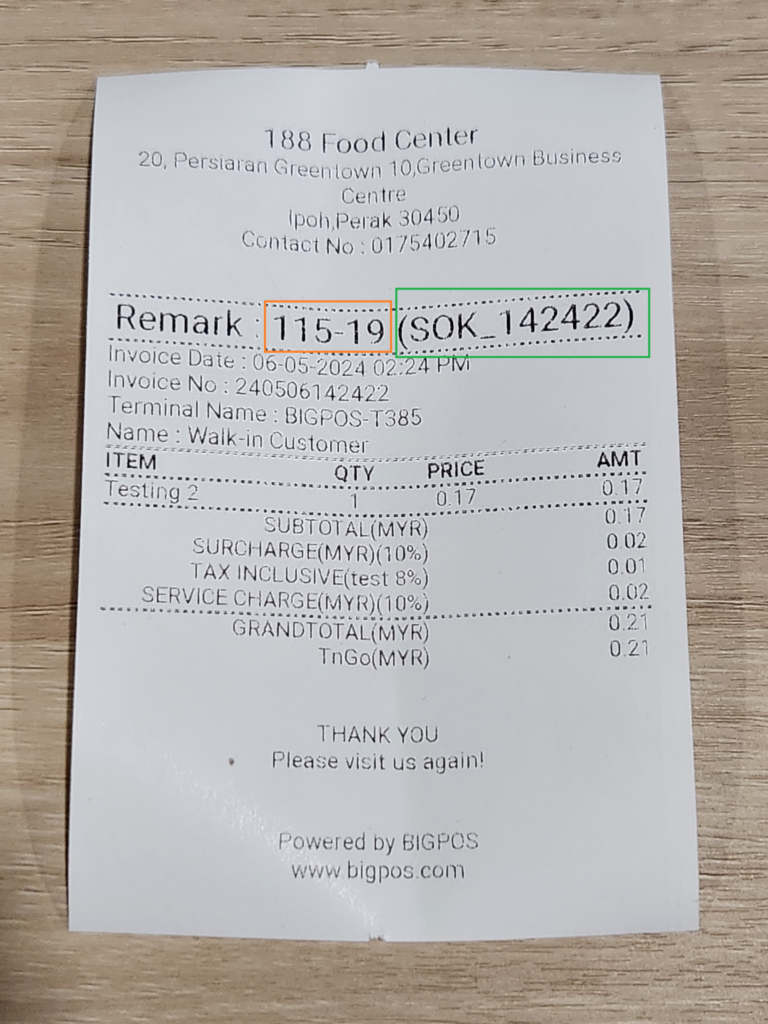 188 Food Center
20, Persiaran Greentown 10,Greentown Business
Centre
Ipoh,Perak 30450
Contact No : 0175402715
Remark : 115-19 (SOK_142422)
Invoice Date : 06-05-2024 02:24 PM
Invoice No : 240506142422
Terminal Name : BIGPOS-T385
Name : Walk-in Customer
ITEM QTY PRICE AMT
Testing 2 1 0.17 0.17
SUBTOTAL(MYR) 0.17
SURCHARGE(MYR)(10%) 0.02
TAX INCLUSIVE(test 8%) 0.01
SERVICE CHARGE(MYR)(10%) 0.02
GRANDTOTAL(MYR) 0.21
TnGo(MYR) 0.21
THANK YOU
Please visit us again!
Powered by BIGPOS
www.bigpos.com